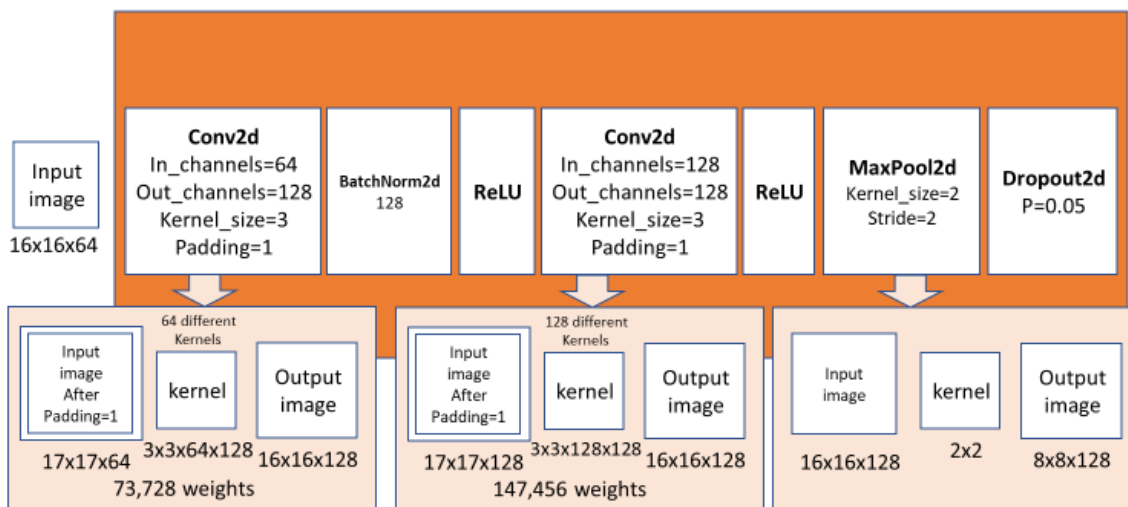 Input
image
16x16x64
Conv2d
In_channels=64
Out_channels=128
Kernel_size=3
Padding=1
BatchNorm2d
128
ReLU
Conv2d
In_channels=128
Out_channels=128
Kernel_size=3
Padding=1
ReLU
MaxPool2d
Kernel_size=2
Stride=2
Dropout2d
P=0.05
Input
image
After
Padding=1
17x17x64
64 different
Kernels
kernel
3x3x64x128
Output
image
16x16x128
73,728 weights
Input
image
After
Padding=1
17x17x128
128 different
Kernels
kernel
3x3x128x128
Output
image
16x16x128
147,456 weights
Input
image
16x16x128
kernel
2x2
Output
image
8x8x128